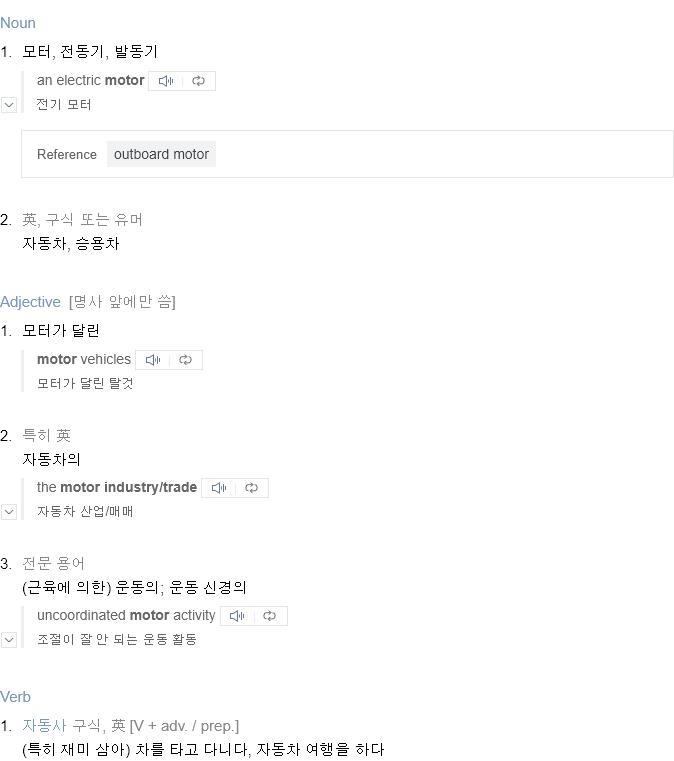 Noun
1. 모터, 전동기, 발동기
an electric motor
전기 모터
Reference outboard motor
2. 英, 구식 또는 유머
자동차, 승용차
Adjective [명사 앞에만 씀]
1. 모터가 달린
motor vehicles
모터가 달린 탈것
2. 특히 英
자동차의
the motor industry/trade
자동차 산업/매매
3. 전문 용어
(근육에 의한) 운동의; 운동 신경의
uncoordinated motor activity
조절이 잘 안 되는 운동 활동
Verb
1. 자동사 구식, 英 [V + adv. / prep.]
(특히 재미 삼아) 차를 타고 다니다, 자동차 여행을 하다